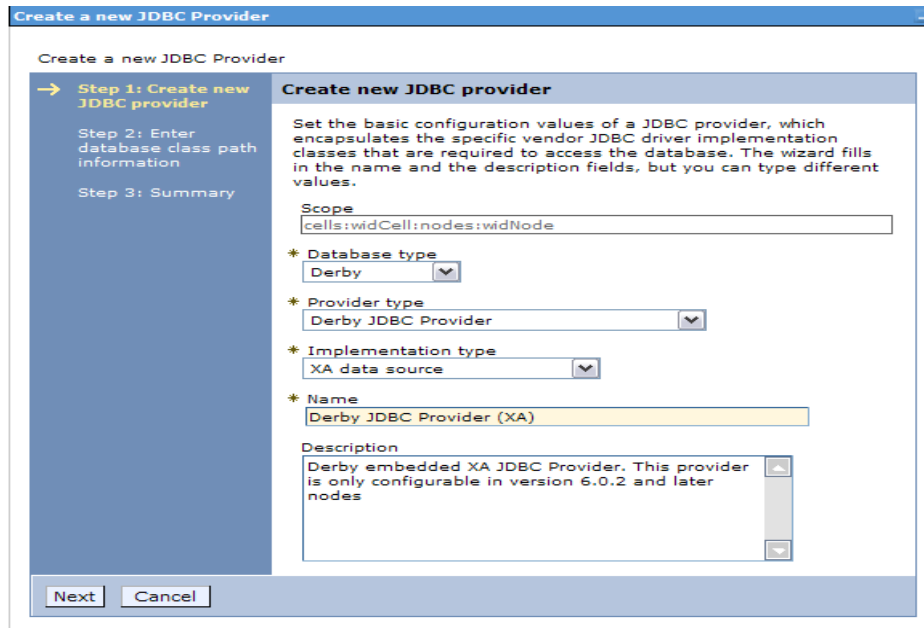 Create a new JDBC Provider
Create a new JDBC Provider
Step 1: Create new
JDBC provider
Step 2: Enter
database class path
information
Step 3: Summary
Create new JDBC provider
Set the basic configuration values of a JDBC provider, which
encapsulates the specific vendor JDBC driver implementation
classes that are required to access the database. The wizard fills
in the name and the description fields, but you can type different
values.
Scope
cells:widCell:nodes:widNode
* Database type
Derby
* Provider type
Derby JDBC Provider
* Implementation type
XA data source
* Name
Derby JDBC Provider (XA)
Description
Derby embedded XA JDBC Provider. This provider
is only configurable in version 6.0.2 and later
nodes
Next
Cancel